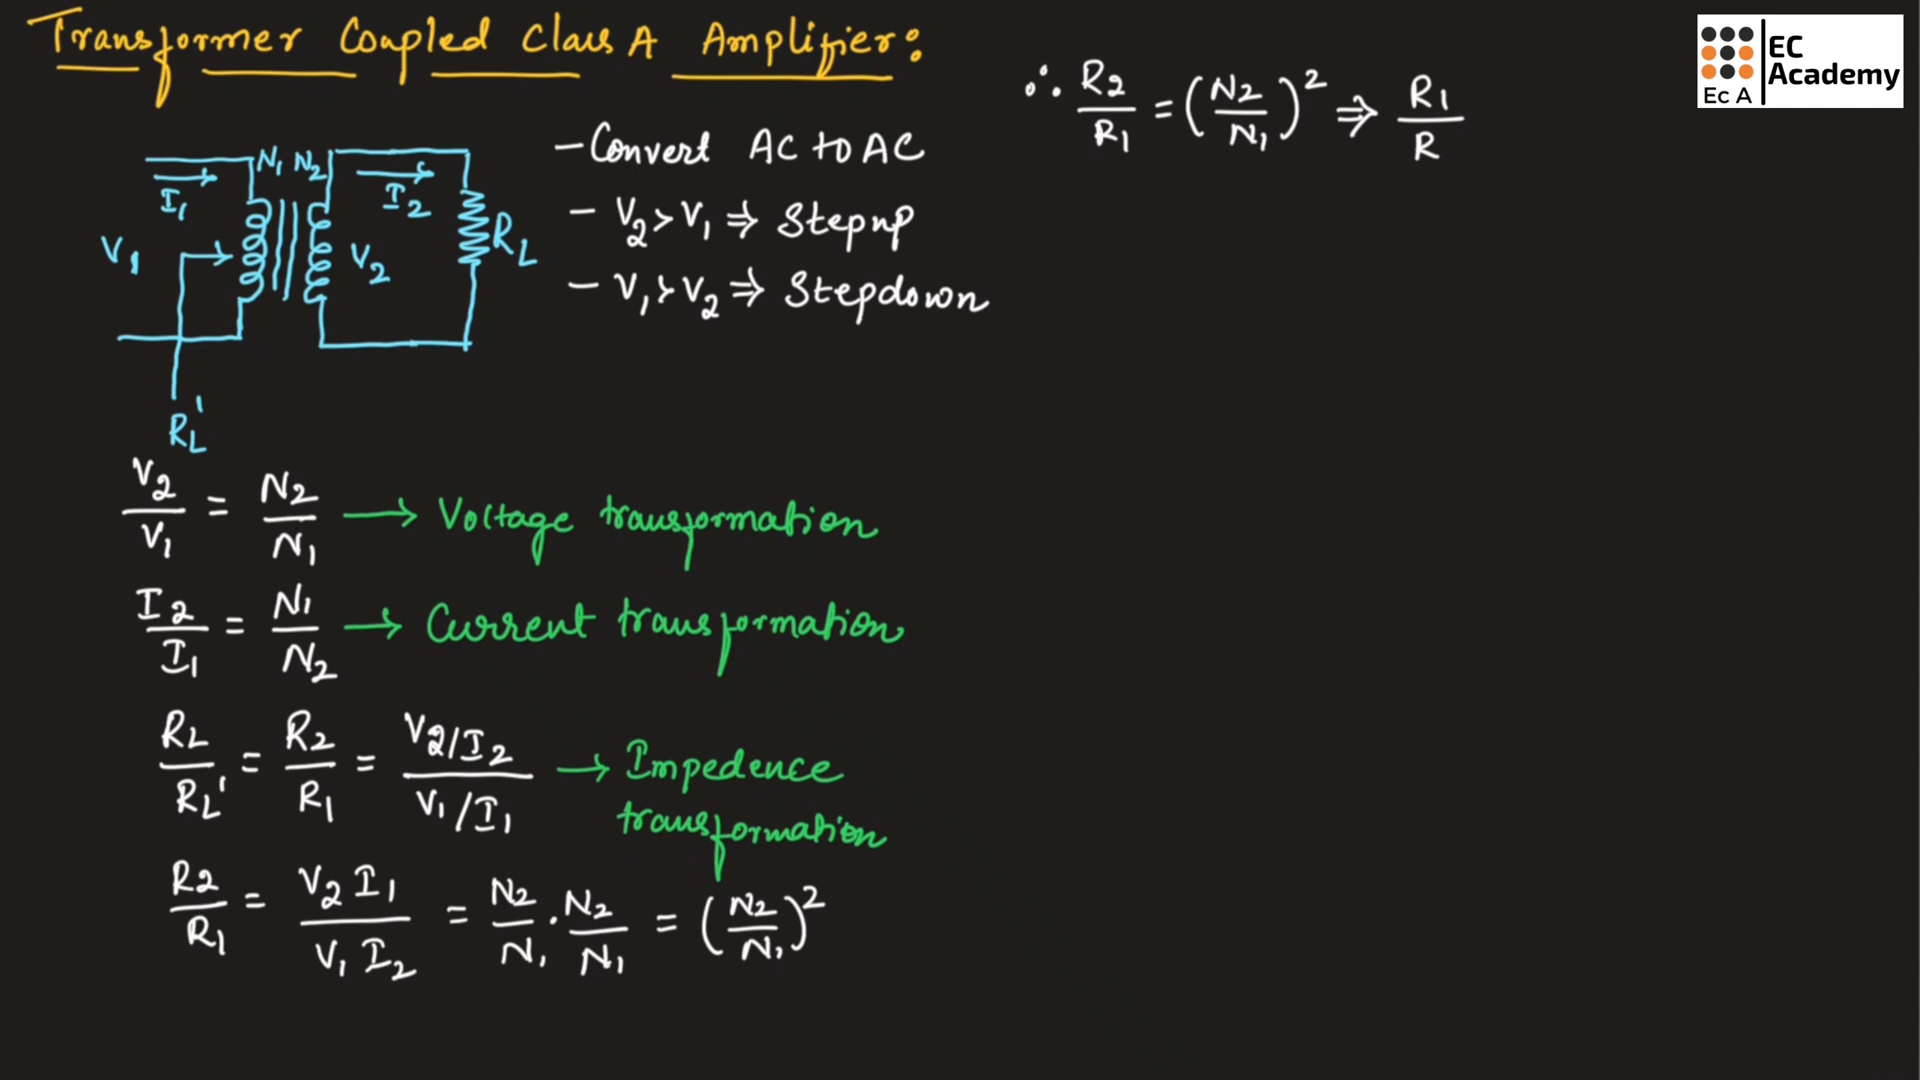 Transformer Coupled Class A Amplifier:
EC Academy
Ec A
∴ R2/R1 = (N2/N1)² ⇒ R1/R
N1 N2
I1
I2
V1
V2
RL
RL'
- Convert AC to AC
- V2 > V1 ⇒ Stepup
- V1 > V2 ⇒ Stepdown
V2/V1 = N2/N1 → Voltage transformation
I2/I1 = N1/N2 → Current transformation
RL/RL' = R2/R1 = V2/I2 / V1/I1 → Impedence
transformation
R2/R1 = V2 I1 / V1 I2 = N2/N1 . N2/N1 = (N2/N1)²